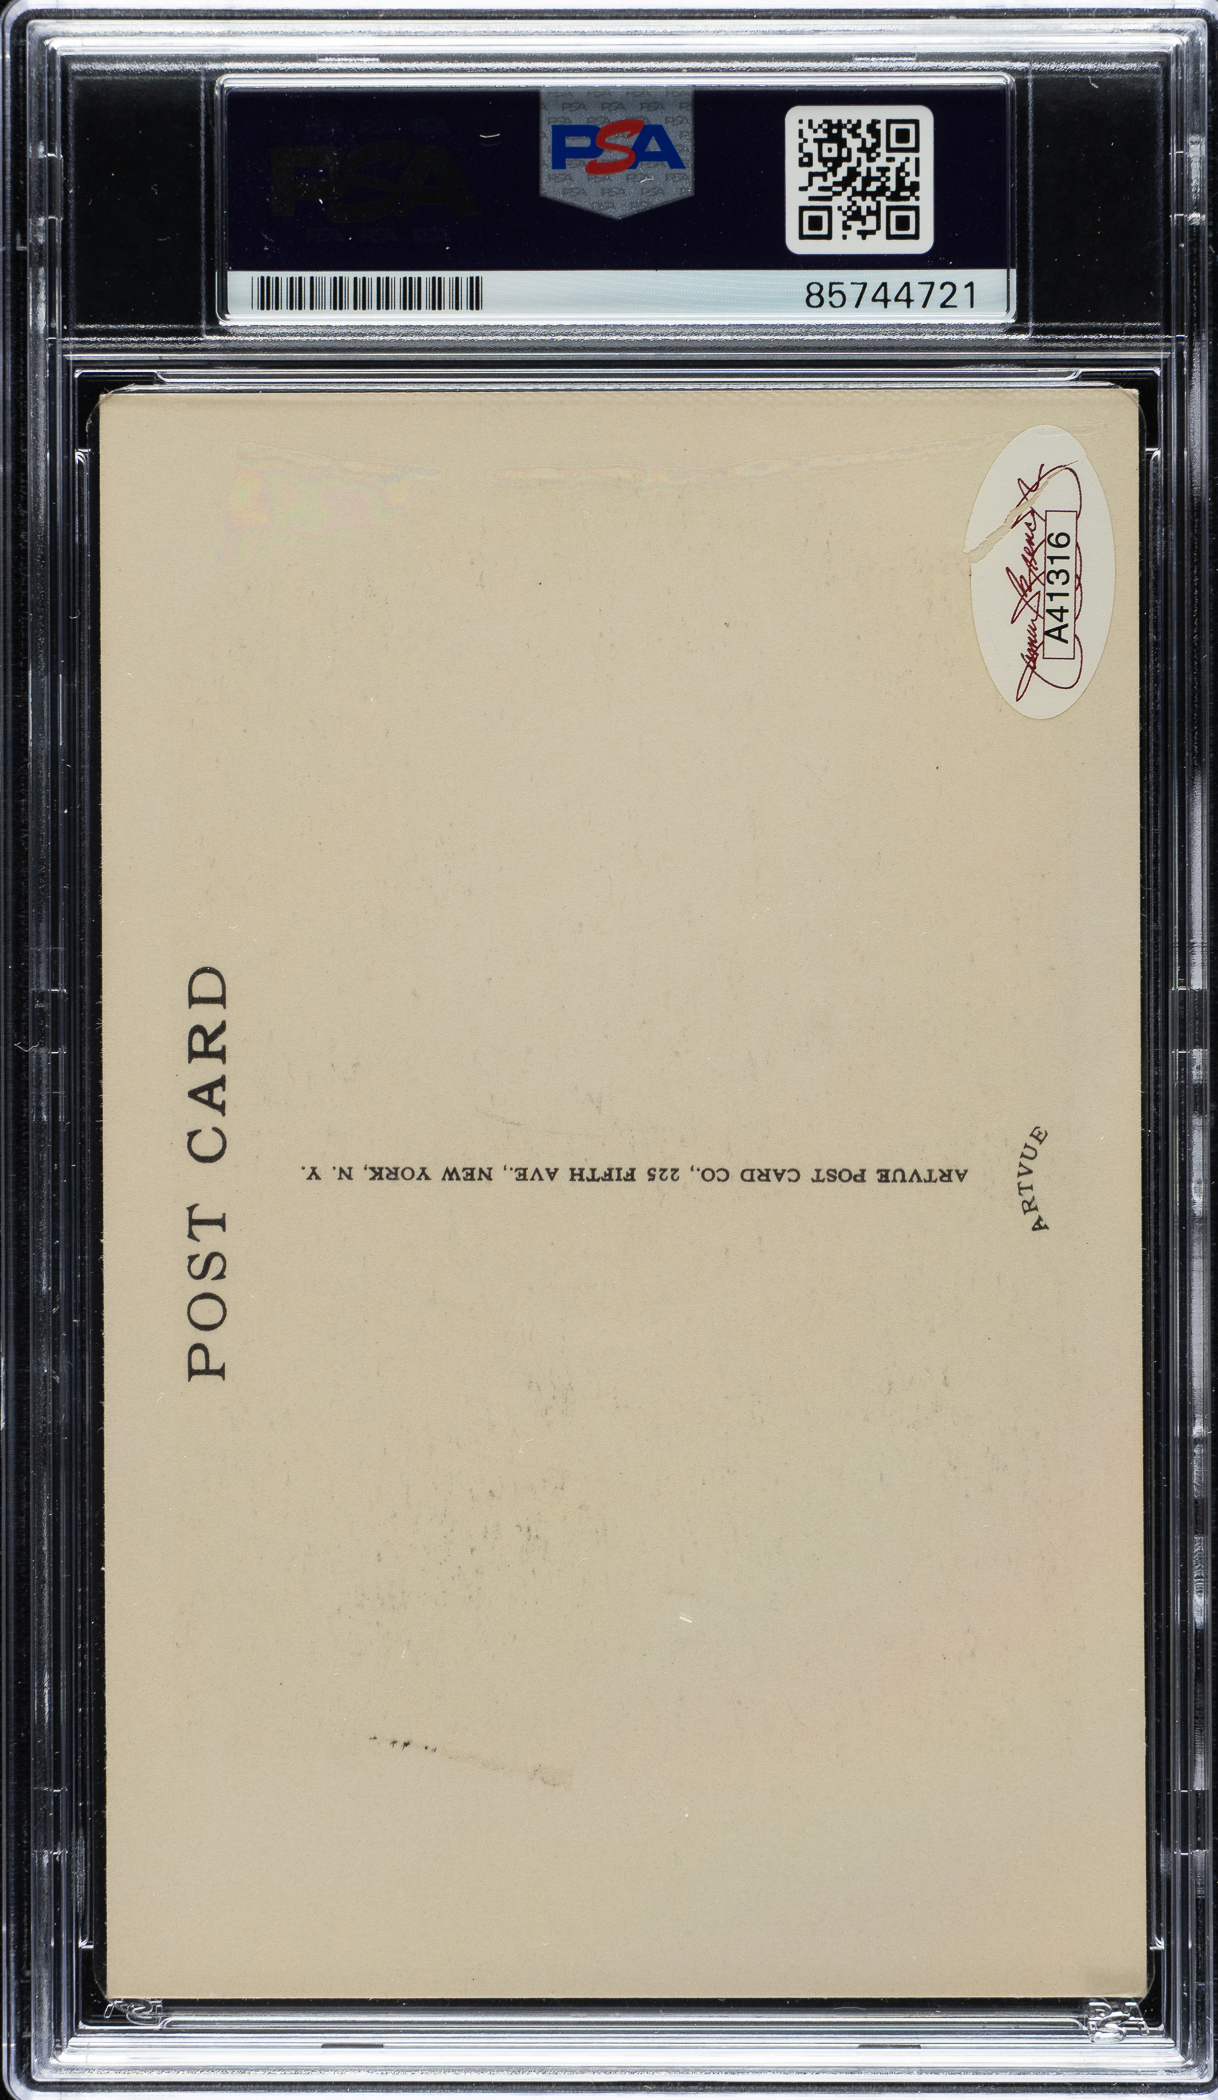 PSA
85744721
A41316
POST CARD
ARTVUE POST CARD CO., 225 FIFTH AVE., NEW YORK, N. Y.
ARTVUE